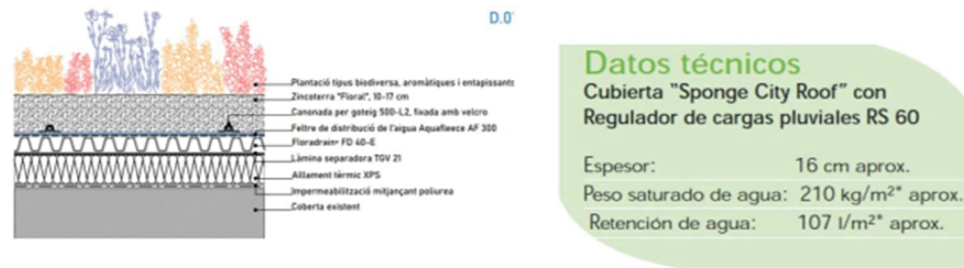 D.0
Plantació tipus biodiversa, aromàtiques i entapissants
Zincoterra "Floral", 10-17 cm
Canonada per goteig 500-L2, fixada amb velcro
Feltre de distribució de l'aigua Aquafleece AF 300
Floradrain® FD 40-E
Làmina separadora TGV 21
Aïllament tèrmic XPS
Impermeabilització mitjançant poliurea
Coberta existent
Datos técnicos
Cubierta "Sponge City Roof" con
Regulador de cargas pluviales RS 60
Espesor: 16 cm aprox.
Peso saturado de agua: 210 kg/m²* aprox.
Retención de agua: 107 l/m²* aprox.